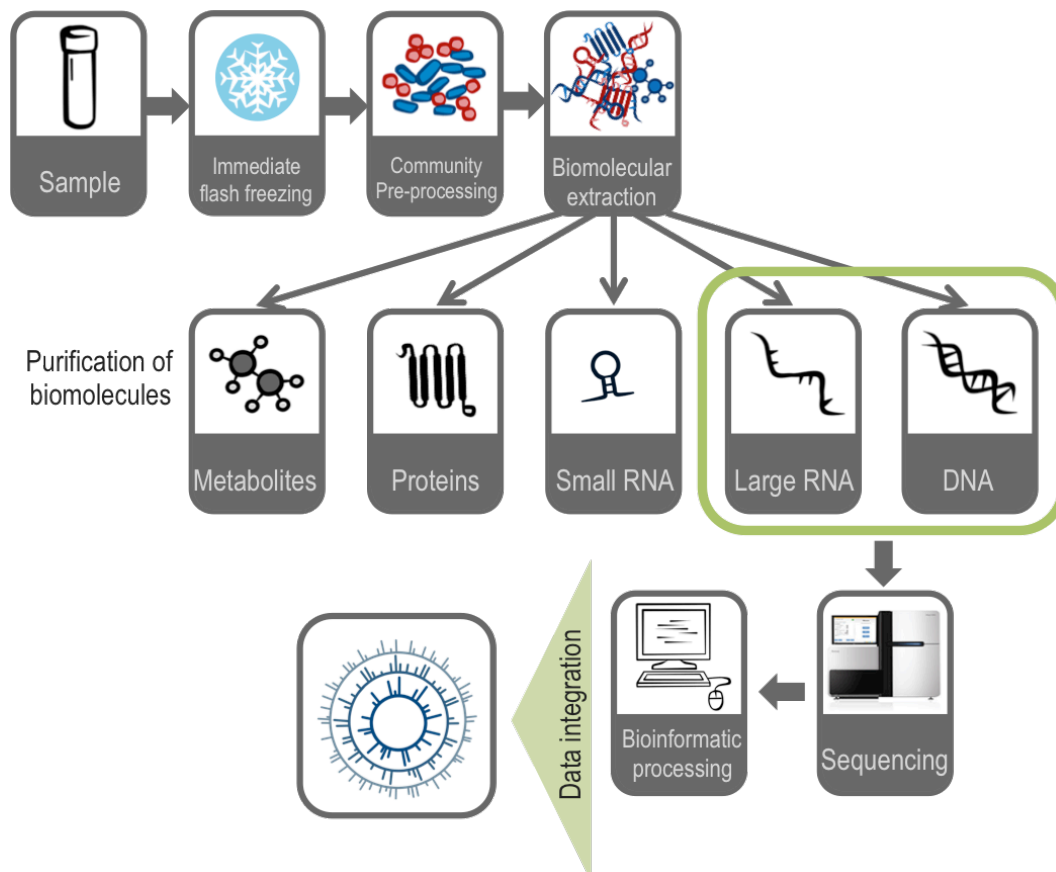 Sample
Immediate
flash freezing
Community
Pre-processing
Biomolecular
extraction
Purification of
biomolecules
Metabolites
Proteins
Small RNA
Large RNA
DNA
Data integration
Bioinformatic
processing
Sequencing